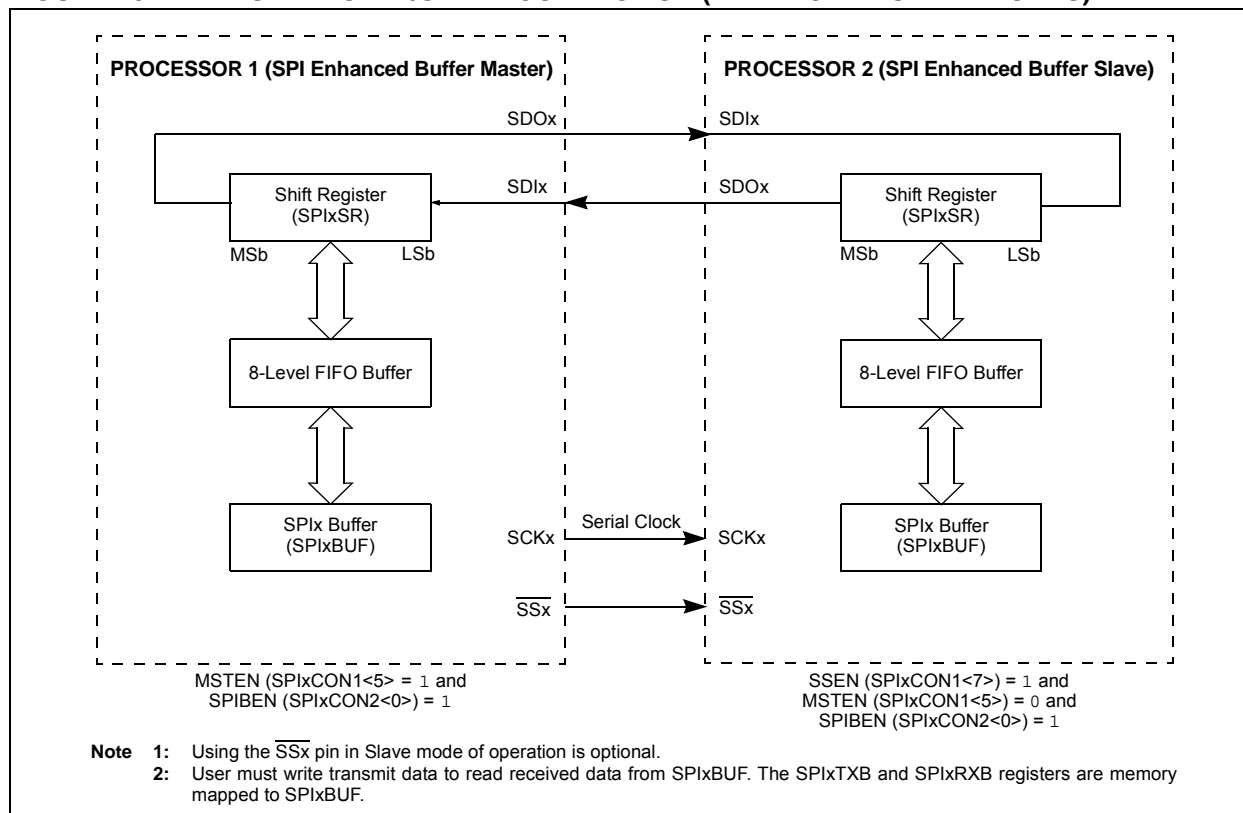 PROCESSOR 1 (SPI Enhanced Buffer Master)
PROCESSOR 2 (SPI Enhanced Buffer Slave)
SDOx
SDIx
Shift Register
(SPIxSR)
SDIx
SDOx
Shift Register
(SPIxSR)
MSb
LSb
MSb
LSb
8-Level FIFO Buffer
8-Level FIFO Buffer
SPIx Buffer
(SPIxBUF)
SCKx
Serial Clock
SCKx
SPIx Buffer
(SPIxBUF)
SSx
SSx
MSTEN (SPIxCON1<5> = 1 and
SPIBEN (SPIxCON2<0>) = 1
SSEN (SPIxCON1<7>) = 1 and
MSTEN (SPIxCON1<5>) = 0 and
SPIBEN (SPIxCON2<0>) = 1
Note 1: Using the SSx pin in Slave mode of operation is optional.
2: User must write transmit data to read received data from SPIxBUF. The SPIxTXB and SPIxRXB registers are memory
mapped to SPIxBUF.